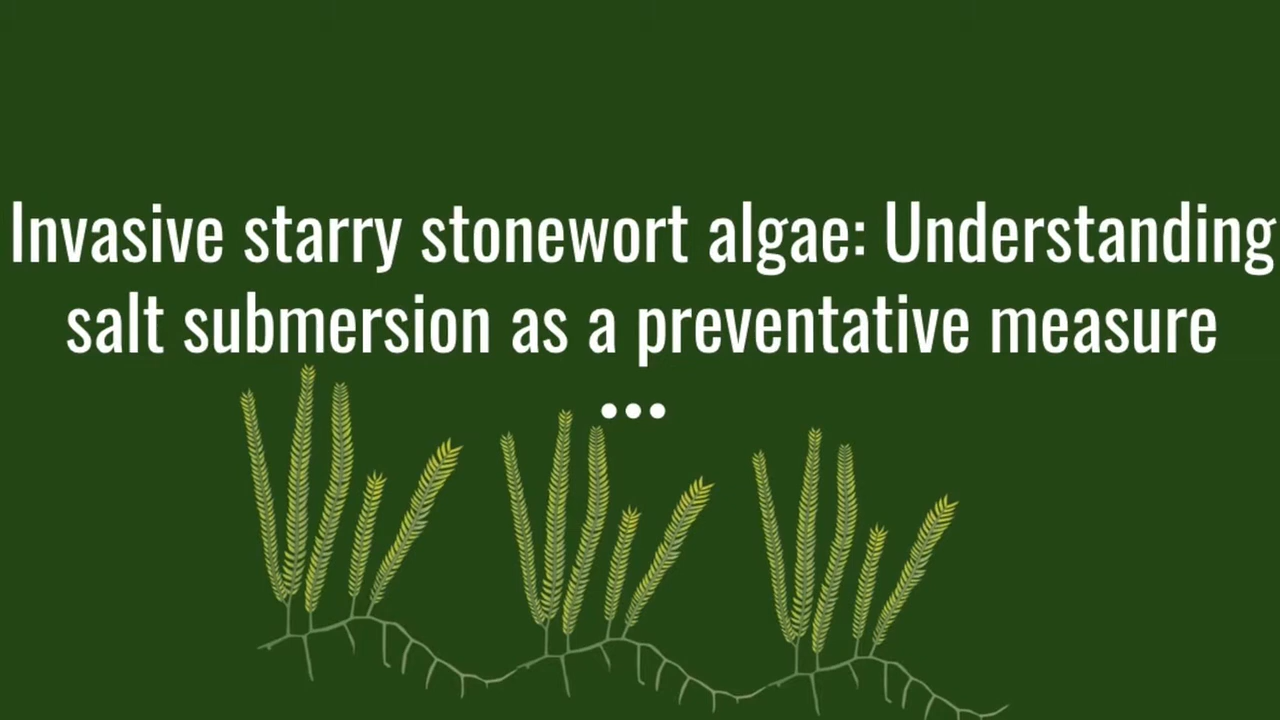 Invasive starry stonewort algae: Understanding
salt submersion as a preventative measure